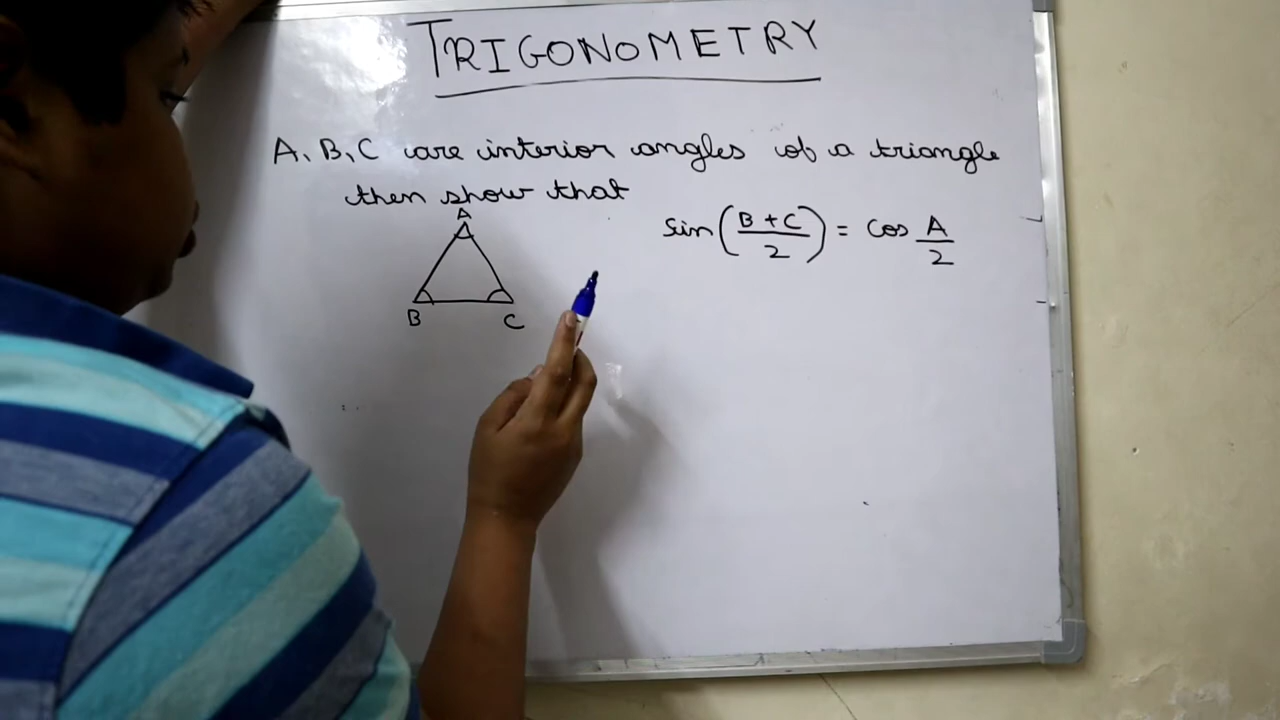 TRIGONOMETRY
A, B, C are interior angles of a triangle
then show that
sin(B+C/2) = cos A/2
A
B
C